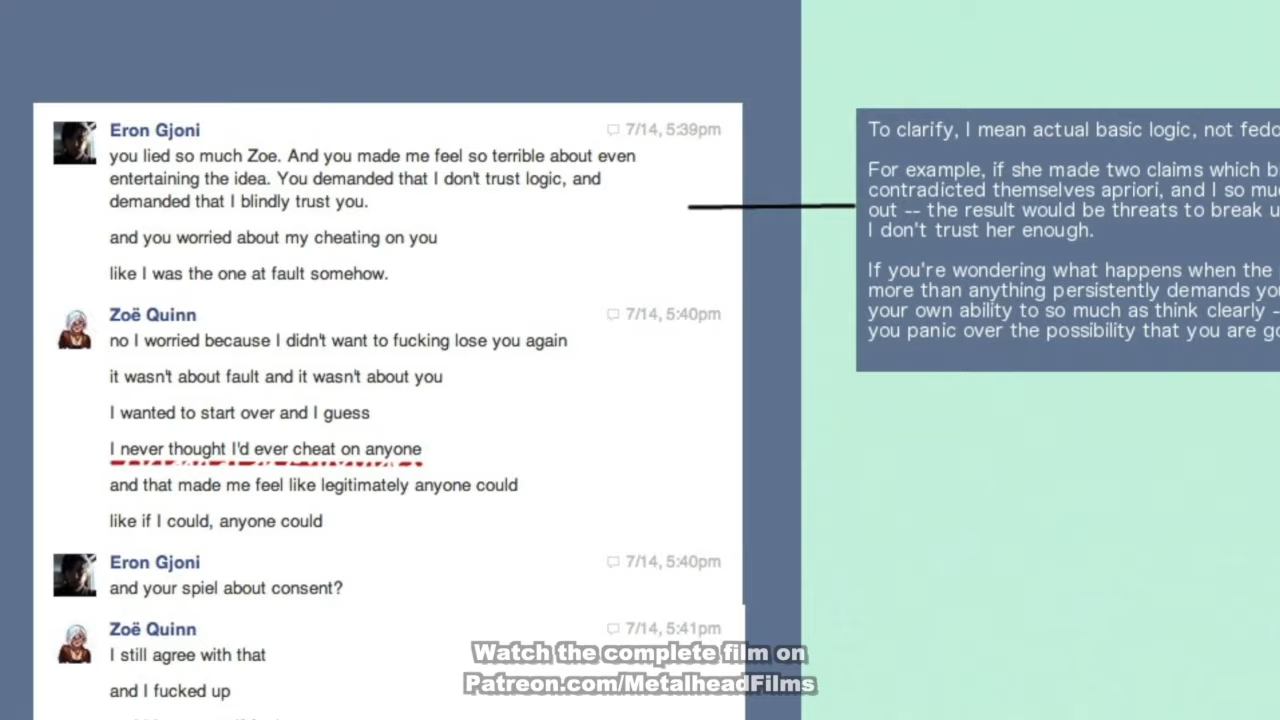 Eron Gjoni
7/14, 5:39pm
you lied so much Zoe. And you made me feel so terrible about even
entertaining the idea. You demanded that I don't trust logic, and
demanded that I blindly trust you.
and you worried about my cheating on you
like I was the one at fault somehow.
Zoë Quinn
7/14, 5:40pm
no I worried because I didn't want to fucking lose you again
it wasn't about fault and it wasn't about you
I wanted to start over and I guess
I never thought I'd ever cheat on anyone
and that made me feel like legitimately anyone could
like if I could, anyone could
Eron Gjoni
7/14, 5:40pm
and your spiel about consent?
Zoë Quinn
7/14, 5:41pm
I still agree with that
and I fucked up
To clarify, I mean actual basic logic, not
For example, if she made two claims which
contradicted themselves apriori, and I so
out -- the result would be threats to break
I don't trust her enough.
If you're wondering what happens when the
more than anything persistently demands
your own ability to so much as think clearly
you panic over the possibility that you are
Watch the complete film on
Patreon.com/MetalheadFilms